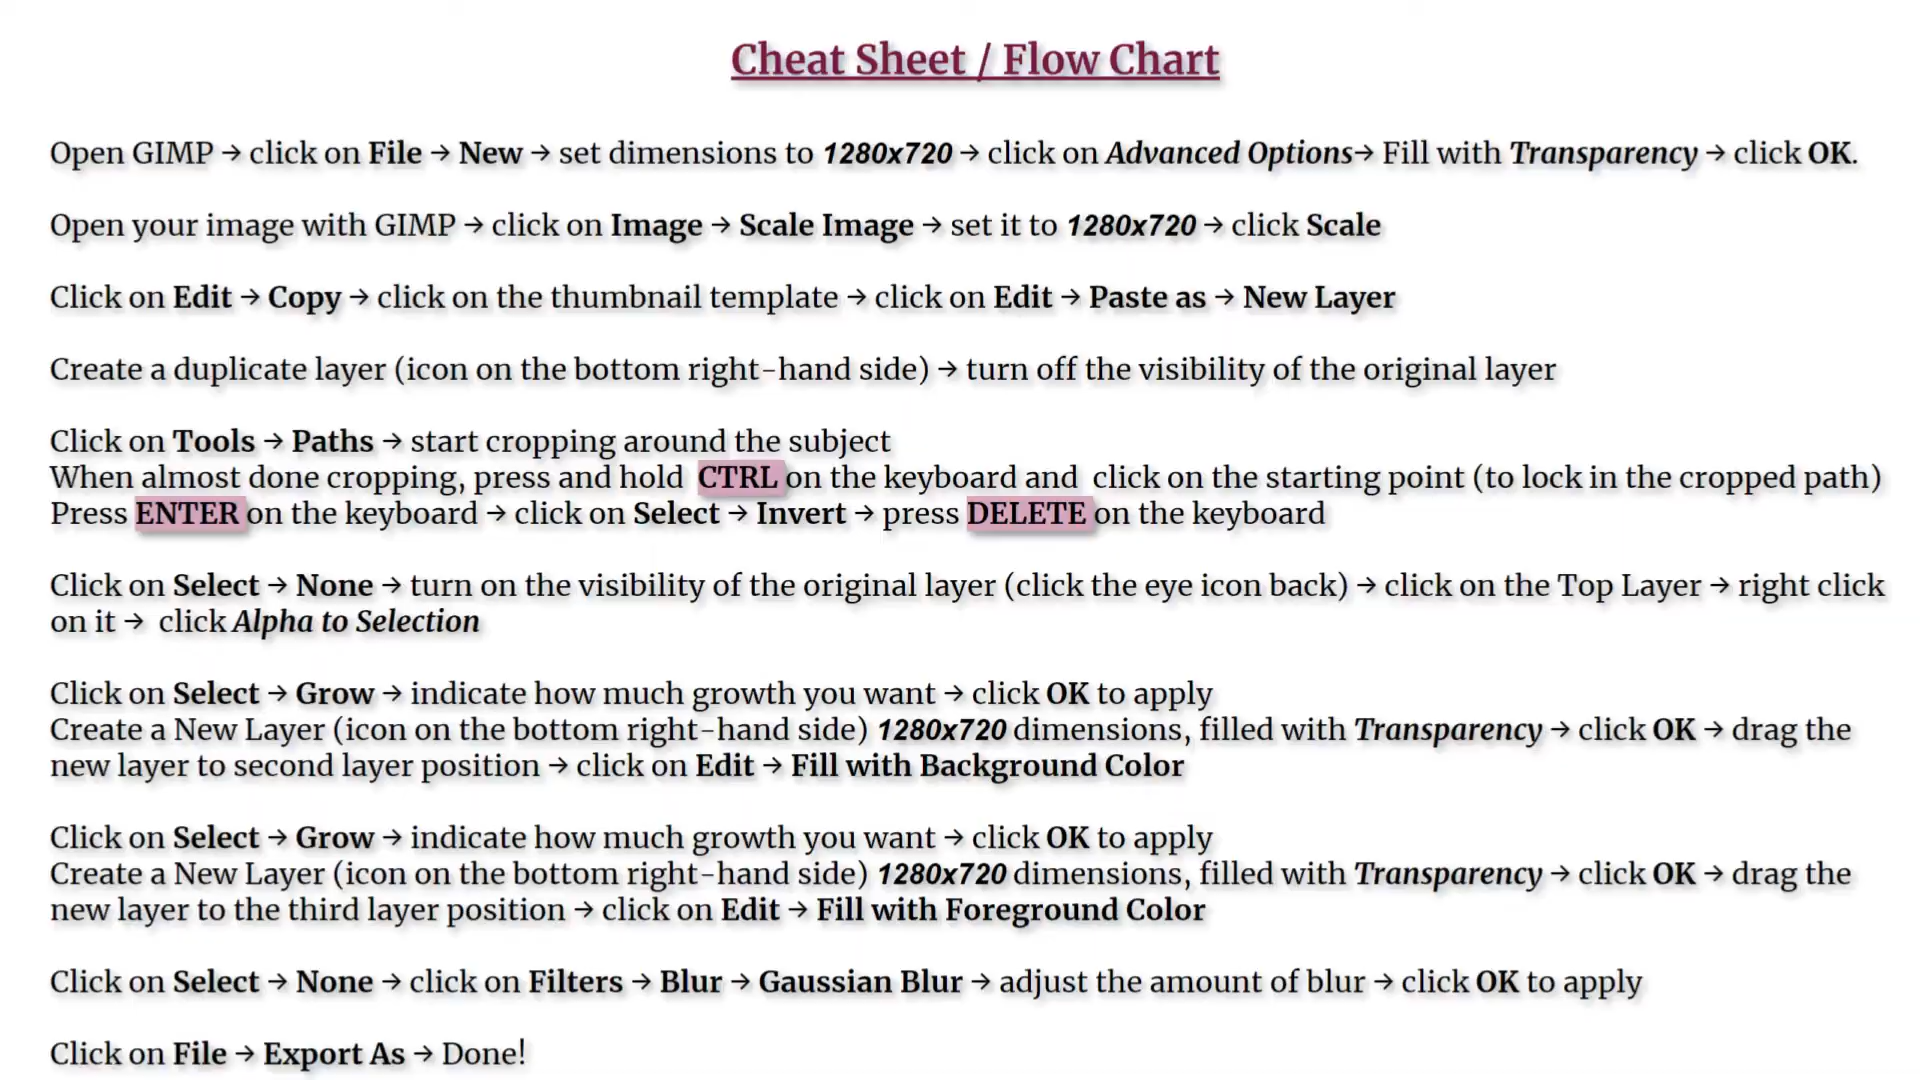 Cheat Sheet / Flow Chart
Open GIMP → click on File → New → set dimensions to 1280x720 → click on Advanced Options→ Fill with Transparency → click OK.
Open your image with GIMP → click on Image → Scale Image → set it to 1280x720 → click Scale
Click on Edit → Copy → click on the thumbnail template → click on Edit → Paste as → New Layer
Create a duplicate layer (icon on the bottom right-hand side) → turn off the visibility of the original layer
Click on Tools → Paths → start cropping around the subject
When almost done cropping, press and hold CTRL on the keyboard and click on the starting point (to lock in the cropped path)
Press ENTER on the keyboard → click on Select → Invert → press DELETE on the keyboard
Click on Select → None → turn on the visibility of the original layer (click the eye icon back) → click on the Top Layer → right click
on it → click Alpha to Selection
Click on Select → Grow → indicate how much growth you want → click OK to apply
Create a New Layer (icon on the bottom right-hand side) 1280x720 dimensions, filled with Transparency → click OK → drag the
new layer to second layer position → click on Edit → Fill with Background Color
Click on Select → Grow → indicate how much growth you want → click OK to apply
Create a New Layer (icon on the bottom right-hand side) 1280x720 dimensions, filled with Transparency → click OK → drag the
new layer to the third layer position → click on Edit → Fill with Foreground Color
Click on Select → None → click on Filters → Blur → Gaussian Blur → adjust the amount of blur → click OK to apply
Click on File → Export As → Done!